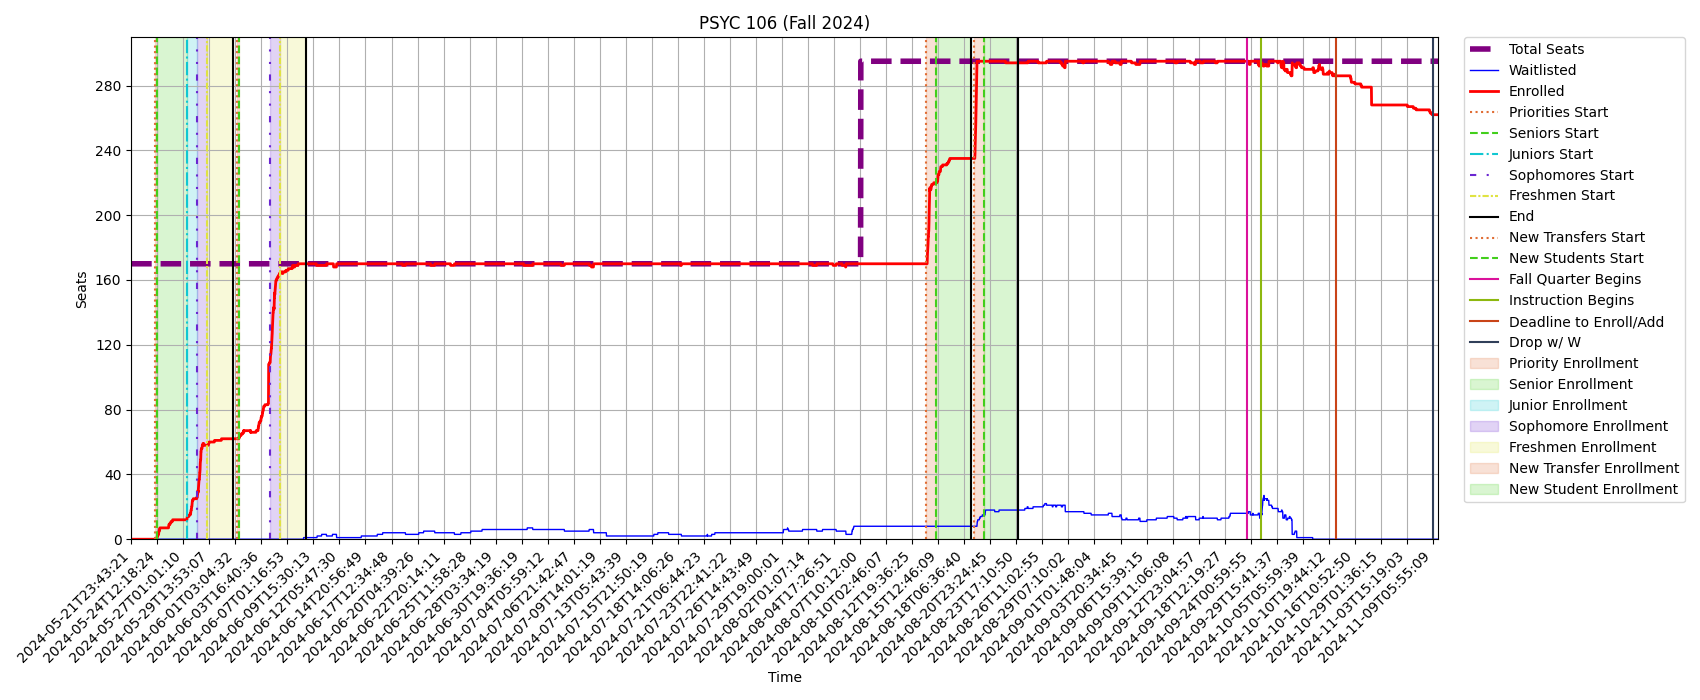 PSYC 106 (Fall 2024)
Seats
0
40
80
120
160
200
240
280
2024-05-21T23:43:21
2024-05-24T12:18:24
2024-05-27T01:01:10
2024-05-29T13:53:07
2024-06-01T03:04:32
2024-06-03T16:40:36
2024-06-07T01:16:53
2024-06-09T15:30:13
2024-06-12T05:47:30
2024-06-14T20:56:49
2024-06-17T12:34:48
2024-06-20T04:39:26
2024-06-22T20:14:11
2024-06-25T11:58:28
2024-06-28T03:34:19
2024-06-30T19:36:19
2024-07-04T05:59:12
2024-07-06T21:42:47
2024-07-09T14:01:19
2024-07-13T05:43:39
2024-07-15T21:50:19
2024-07-18T14:06:26
2024-07-21T06:44:23
2024-07-23T22:41:22
2024-07-26T14:43:49
2024-07-29T19:00:01
2024-08-02T01:07:14
2024-08-04T17:26:51
2024-08-07T10:12:00
2024-08-10T02:46:07
2024-08-12T19:36:25
2024-08-15T12:46:09
2024-08-18T06:36:40
2024-08-20T23:24:45
2024-08-23T17:10:50
2024-08-26T11:02:55
2024-08-29T07:10:02
2024-09-01T01:48:04
2024-09-03T20:34:45
2024-09-06T15:39:15
2024-09-09T11:06:08
2024-09-12T23:04:57
2024-09-18T12:19:27
2024-09-24T00:59:55
2024-09-29T15:41:37
2024-10-05T05:59:39
2024-10-10T19:44:12
2024-10-16T10:52:50
2024-10-29T01:36:15
2024-11-03T15:19:03
2024-11-09T05:55:09
Time
Total Seats
Waitlisted
Enrolled
Priorities Start
Seniors Start
Juniors Start
Sophomores Start
Freshmen Start
End
New Transfers Start
New Students Start
Fall Quarter Begins
Instruction Begins
Deadline to Enroll/Add
Drop w/ W
Priority Enrollment
Senior Enrollment
Junior Enrollment
Sophomore Enrollment
Freshmen Enrollment
New Transfer Enrollment
New Student Enrollment